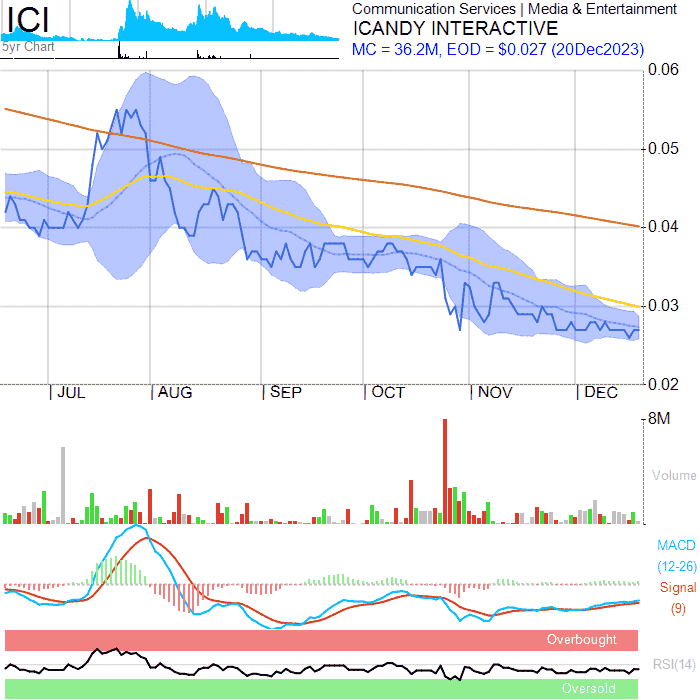 ICI
Communication Services | Media & Entertainment
ICANDY INTERACTIVE
5yr Chart
MC = 36.2M, EOD = $0.027 (20Dec2023)
0.06
0.05
0.04
0.03
0.02
JUL AUG SEP OCT NOV DEC
8M
Volume
MACD
(12-26)
Signal
(9)
Overbought
RSI(14)
Oversold